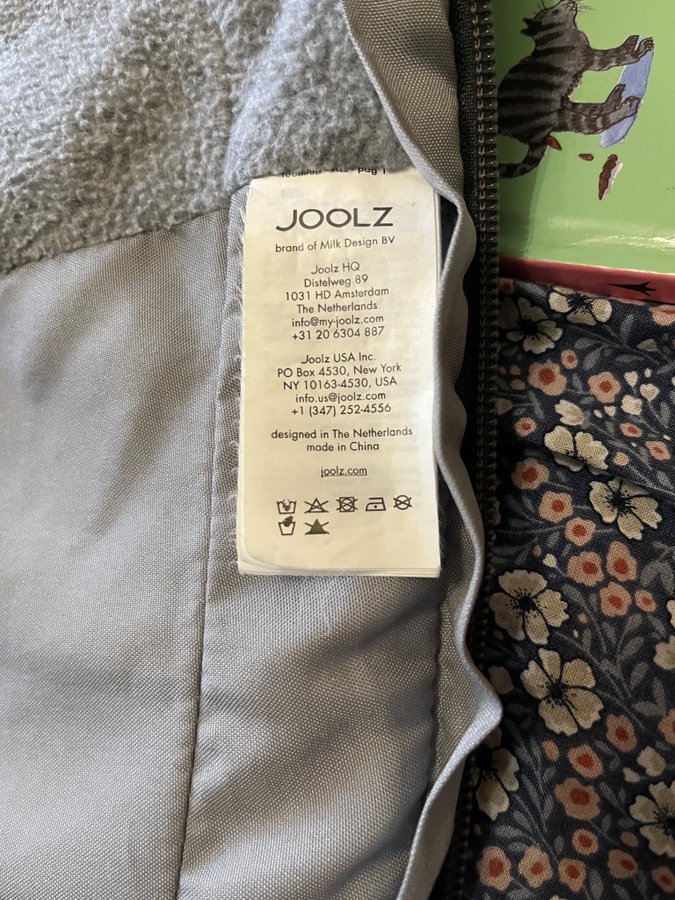 JOOLZ
brand of Milk Design BV
Joolz HQ
Distelweg 89
1031 HD Amsterdam
The Netherlands
info@my-joolz.com
+31 20 6304 887
Joolz USA Inc.
PO Box 4530, New York
NY 10163-4530, USA
info.us@joolz.com
+1 (347) 252-4556
designed in The Netherlands
made in China
joolz.com